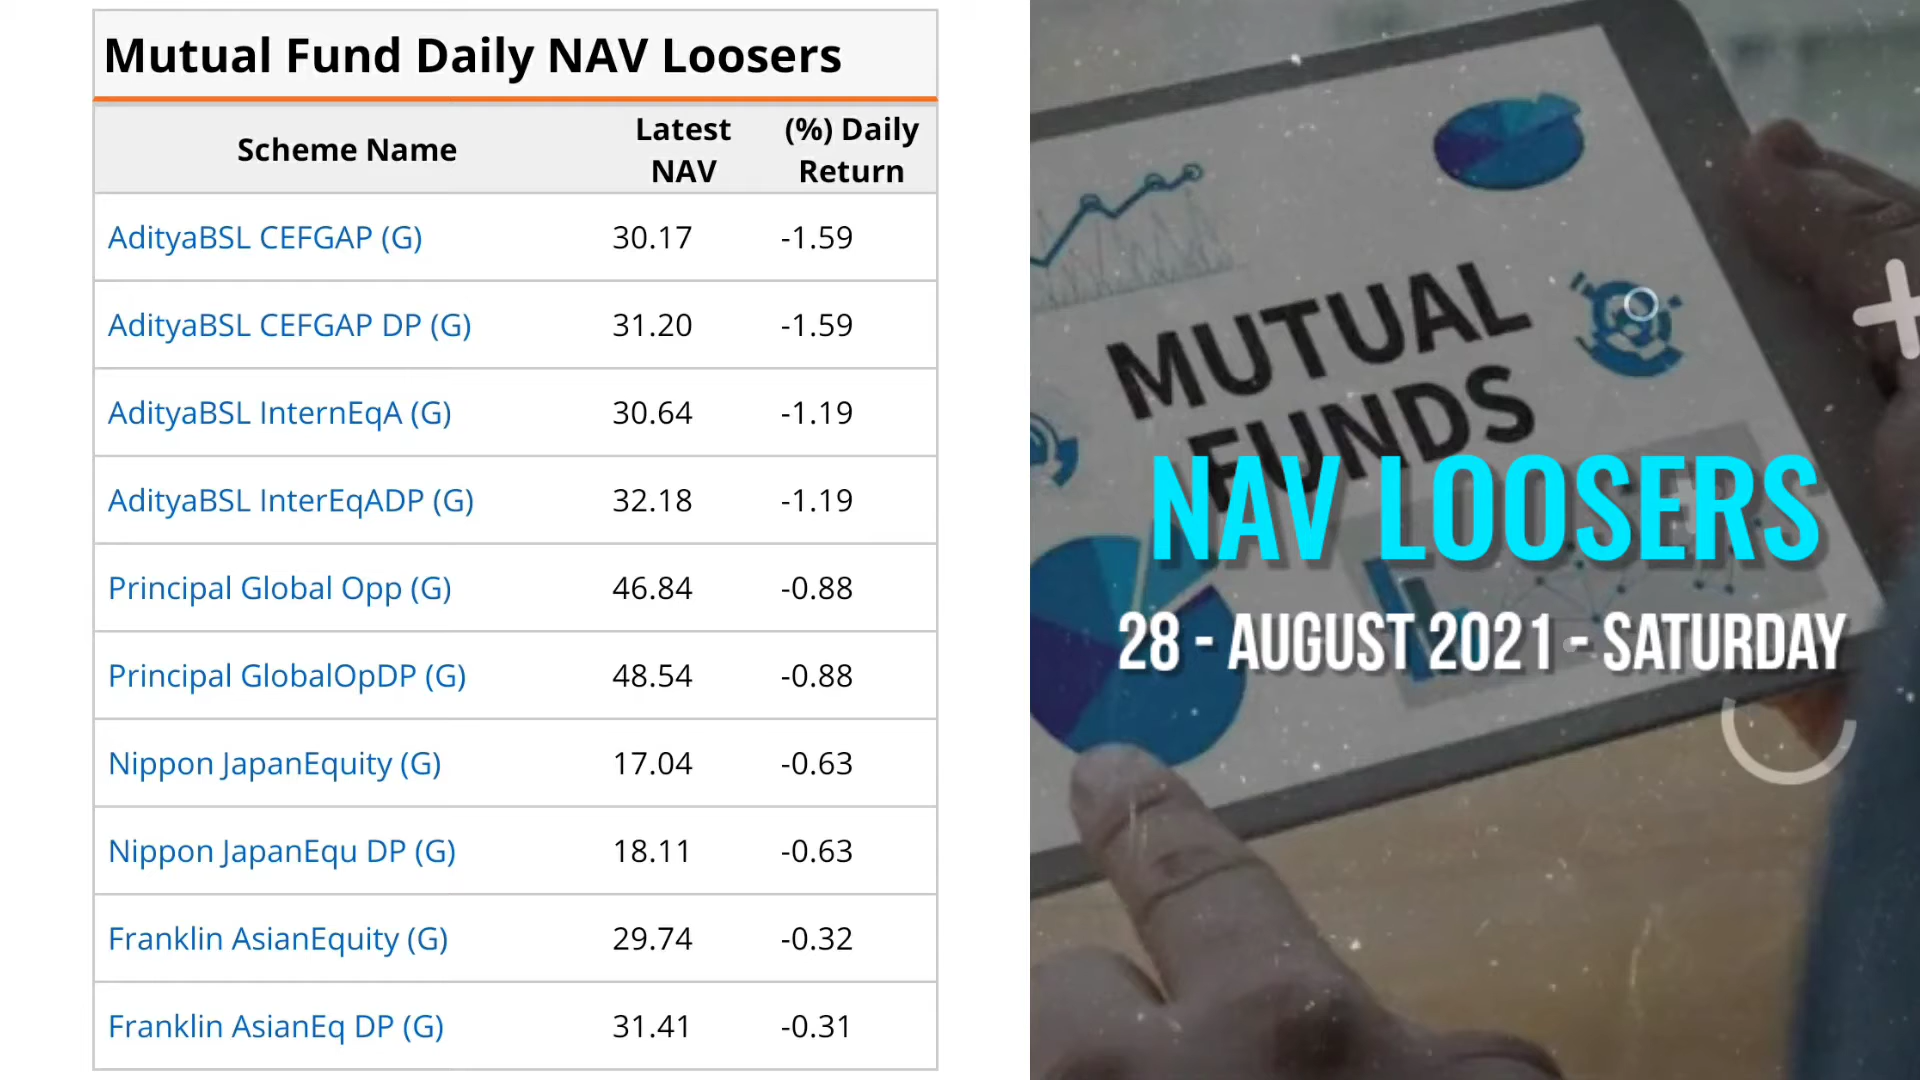 Mutual Fund Daily NAV Loosers
Scheme Name Latest NAV (%) Daily Return
AdityaBSL CEFGAP (G) 30.17 -1.59
AdityaBSL CEFGAP DP (G) 31.20 -1.59
AdityaBSL InternEqA (G) 30.64 -1.19
AdityaBSL InterEqADP (G) 32.18 -1.19
Principal Global Opp (G) 46.84 -0.88
Principal GlobalOpDP (G) 48.54 -0.88
Nippon JapanEquity (G) 17.04 -0.63
Nippon JapanEqu DP (G) 18.11 -0.63
Franklin AsianEquity (G) 29.74 -0.32
Franklin AsianEq DP (G) 31.41 -0.31
MUTUAL
FUNDS
NAV LOOSERS
28 - AUGUST 2021 - SATURDAY